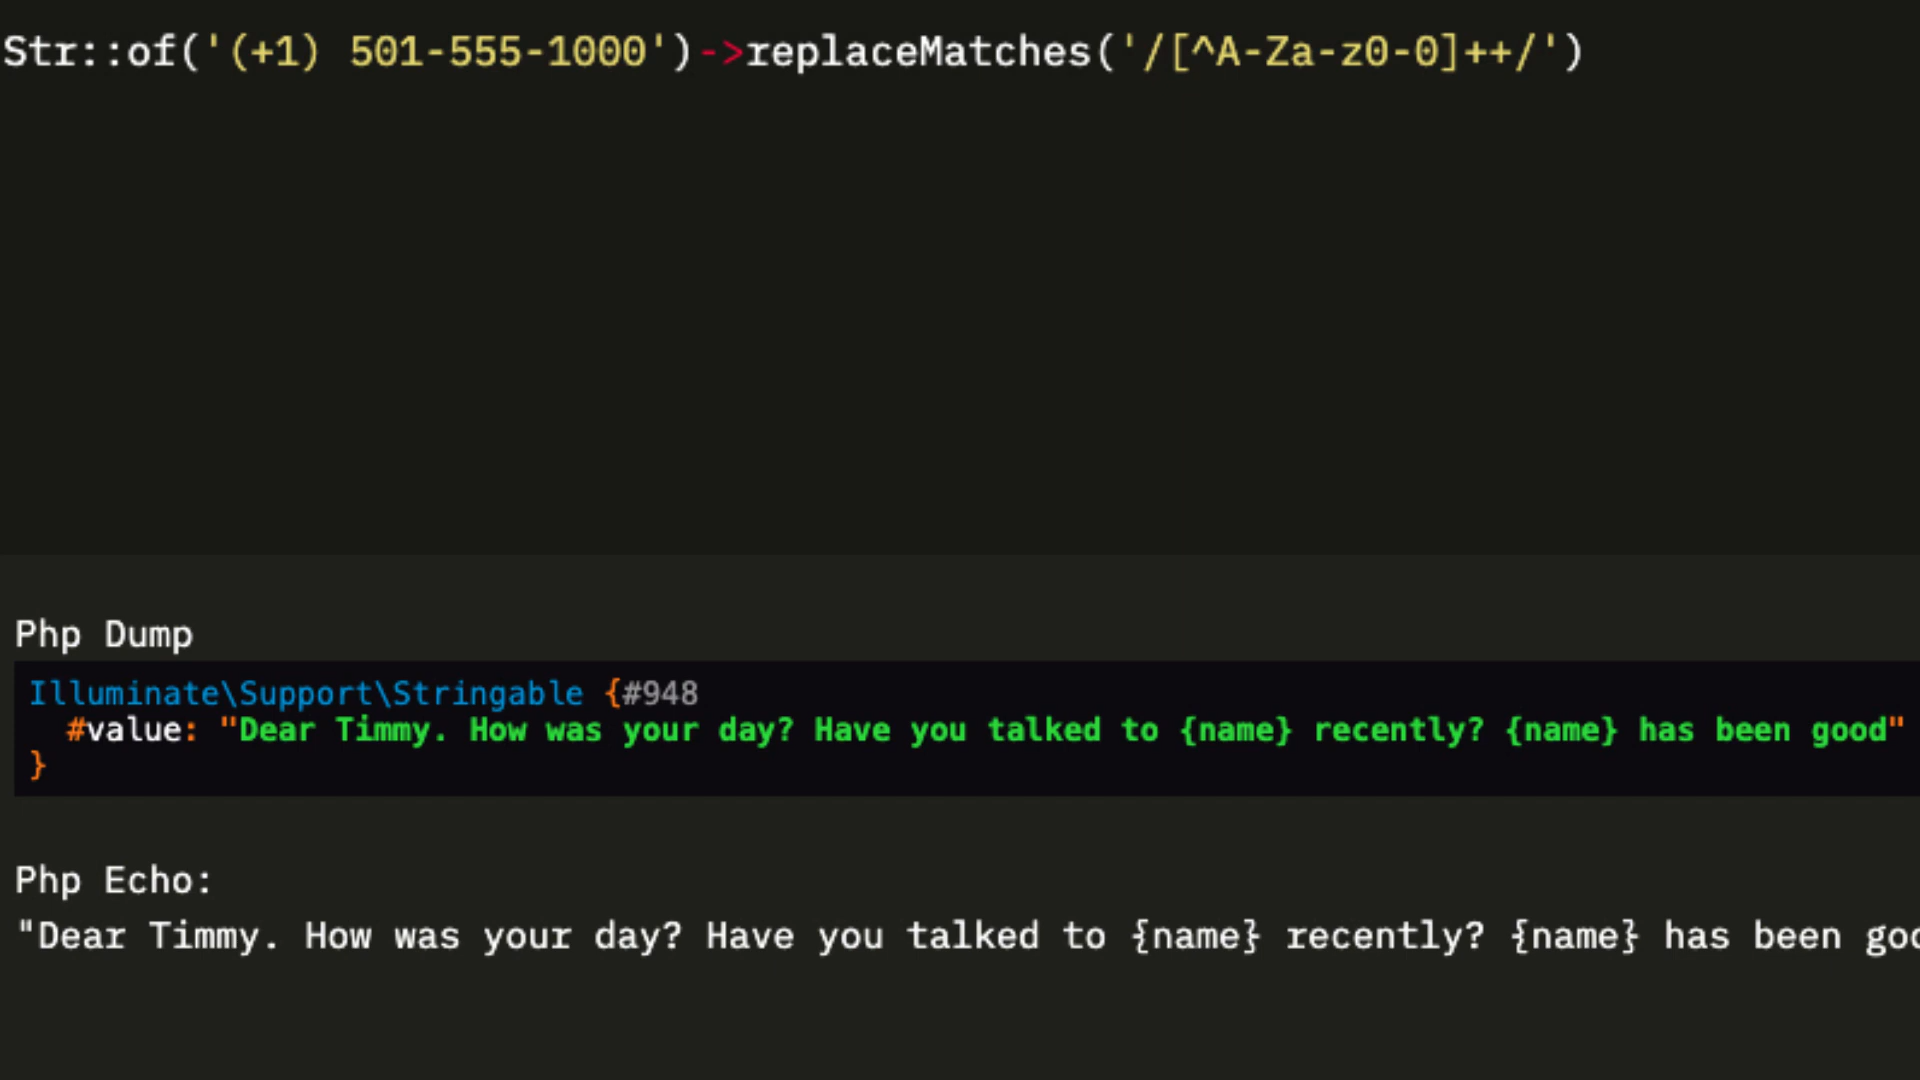 Str::of('(+1) 501-555-1000')->replaceMatches('/[^A-Za-z0-0]++/')
Php Dump
Illuminate\Support\Stringable {#948
#value: "Dear Timmy. How was your day? Have you talked to {name} recently? {name} has been good"
}
Php Echo:
"Dear Timmy. How was your day? Have you talked to {name} recently? {name} has been goo